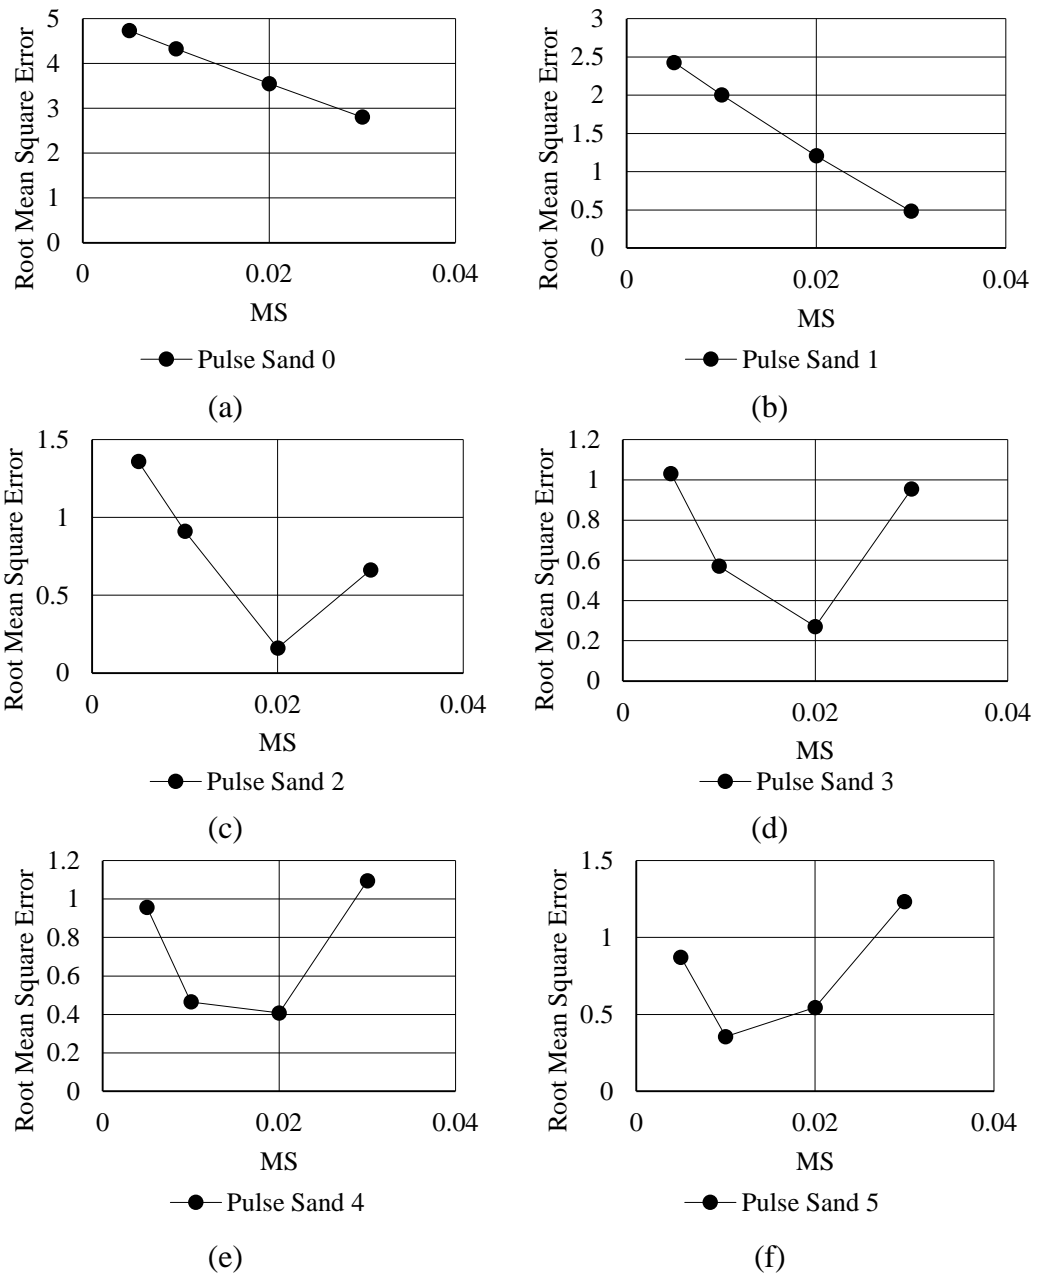 Root Mean Square Error
5
4
3
2
1
0
0 0.02 0.04
MS
Pulse Sand 0
(a)
Root Mean Square Error
3
2.5
2
1.5
1
0.5
0
0 0.02 0.04
MS
Pulse Sand 1
(b)
Root Mean Square Error
1.5
1
0.5
0
0 0.02 0.04
MS
Pulse Sand 2
(c)
Root Mean Square Error
1.2
1
0.8
0.6
0.4
0.2
0
0 0.02 0.04
MS
Pulse Sand 3
(d)
Root Mean Square Error
1.2
1
0.8
0.6
0.4
0.2
0
0 0.02 0.04
MS
Pulse Sand 4
(e)
Root Mean Square Error
1.5
1
0.5
0
0 0.02 0.04
MS
Pulse Sand 5
(f)